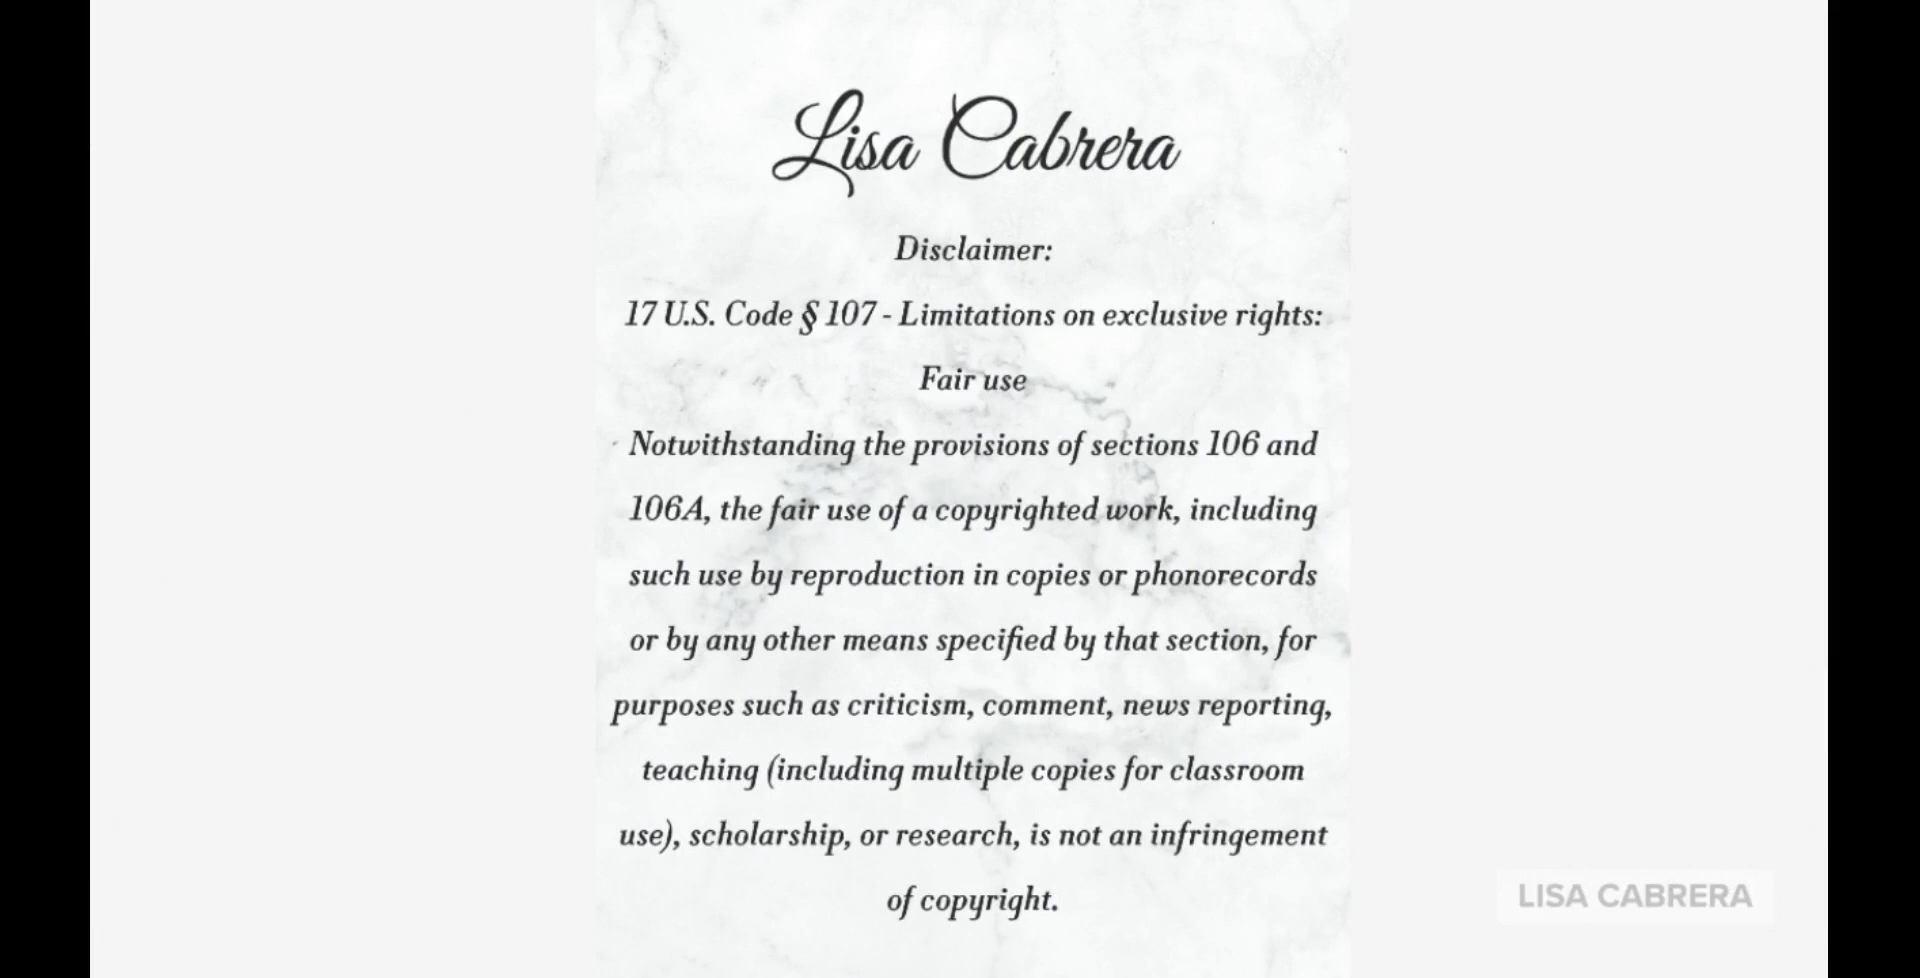 Lisa Cabrera
Disclaimer:
17 U.S. Code § 107 - Limitations on exclusive rights:
Fair use
Notwithstanding the provisions of sections 106 and
106A, the fair use of a copyrighted work, including
such use by reproduction in copies or phonorecords
or by any other means specified by that section, for
purposes such as criticism, comment, news reporting,
teaching (including multiple copies for classroom
use), scholarship, or research, is not an infringement
of copyright.
LISA CABRERA